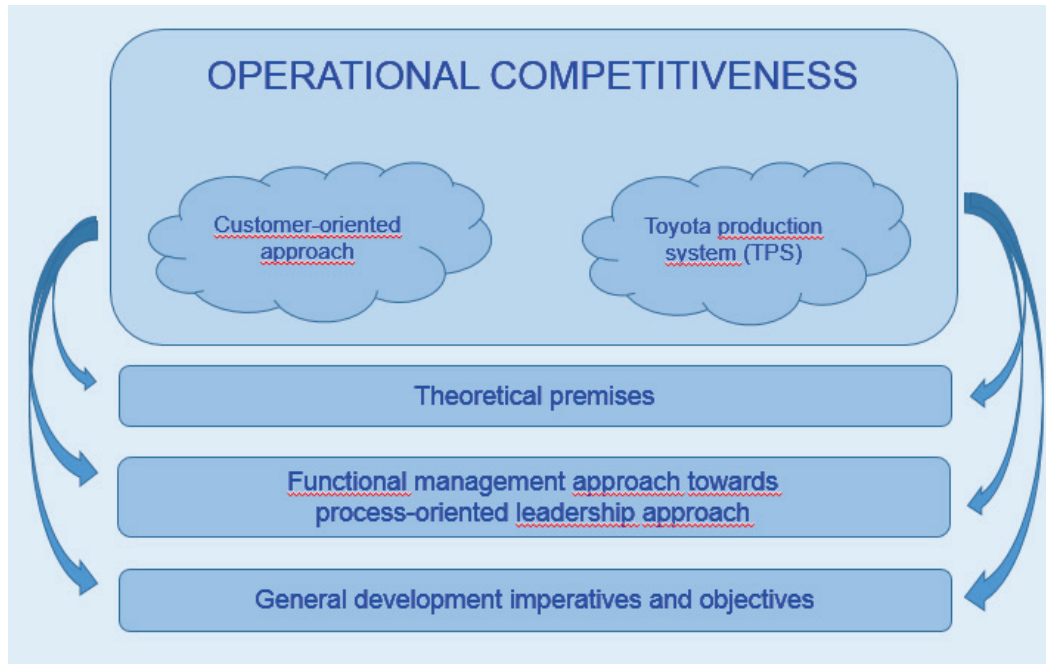 OPERATIONAL COMPETITIVENESS
Customer-oriented
approach
Toyota production
system (TPS)
Theoretical premises
Functional management approach towards
process-oriented leadership approach
General development imperatives and objectives